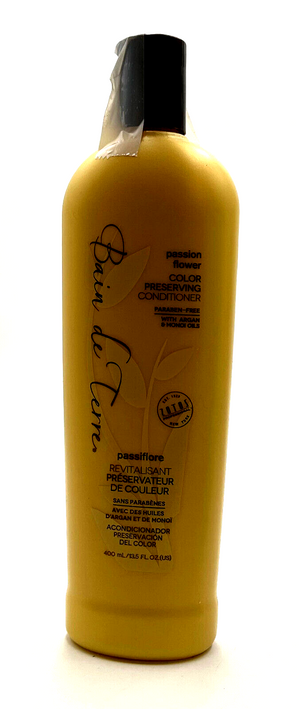 Bain de Terre
passion
flower
COLOR
PRESERVING
CONDITIONER
PARABEN-FREE
WITH ARGAN
& MONOI OILS
passiflore
REVITALISANT
PRÉSERVATEUR
DE COULEUR
SANS PARABÈNES
AVEC DES HUILES
D'ARGAN ET DE MONOÏ
ACONDICIONADOR
PRESERVACIÓN
DEL COLOR
400 mL/13.5 FL OZ.(US)